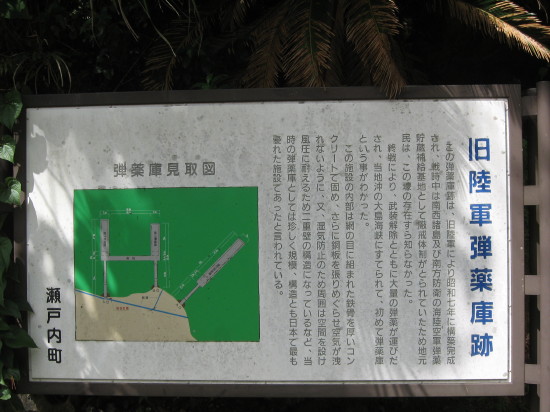 旧陸軍弾薬庫跡
この弾薬庫跡は、旧陸軍により昭和七年に構築完成
され、戦時中は南西諸島及び南方防衛の海陸空軍弾薬
貯蔵補給基地として厳戒体制がとられていたため地元
民は、この壕の存在すら知らなかった。
終戦により、武装解除とともに大量の弾薬が運びだ
され、当地沖の大島海峡にすてられて、初めて弾薬庫
という事がわかった。
この施設の内部は網の目に組まれた鉄骨を厚いコン
クリートで固め、さらに銅板を張りめぐらせ空気が洩
れないように、又、湿気防止のため周囲は空間を設け
風圧に耐えるため二重壁の構造になっているなど、当
時の弾薬庫としては珍しく規模、構造とも日本で最も
優れた施設であったと言われている。
弾薬庫見取図
瀬戸内町